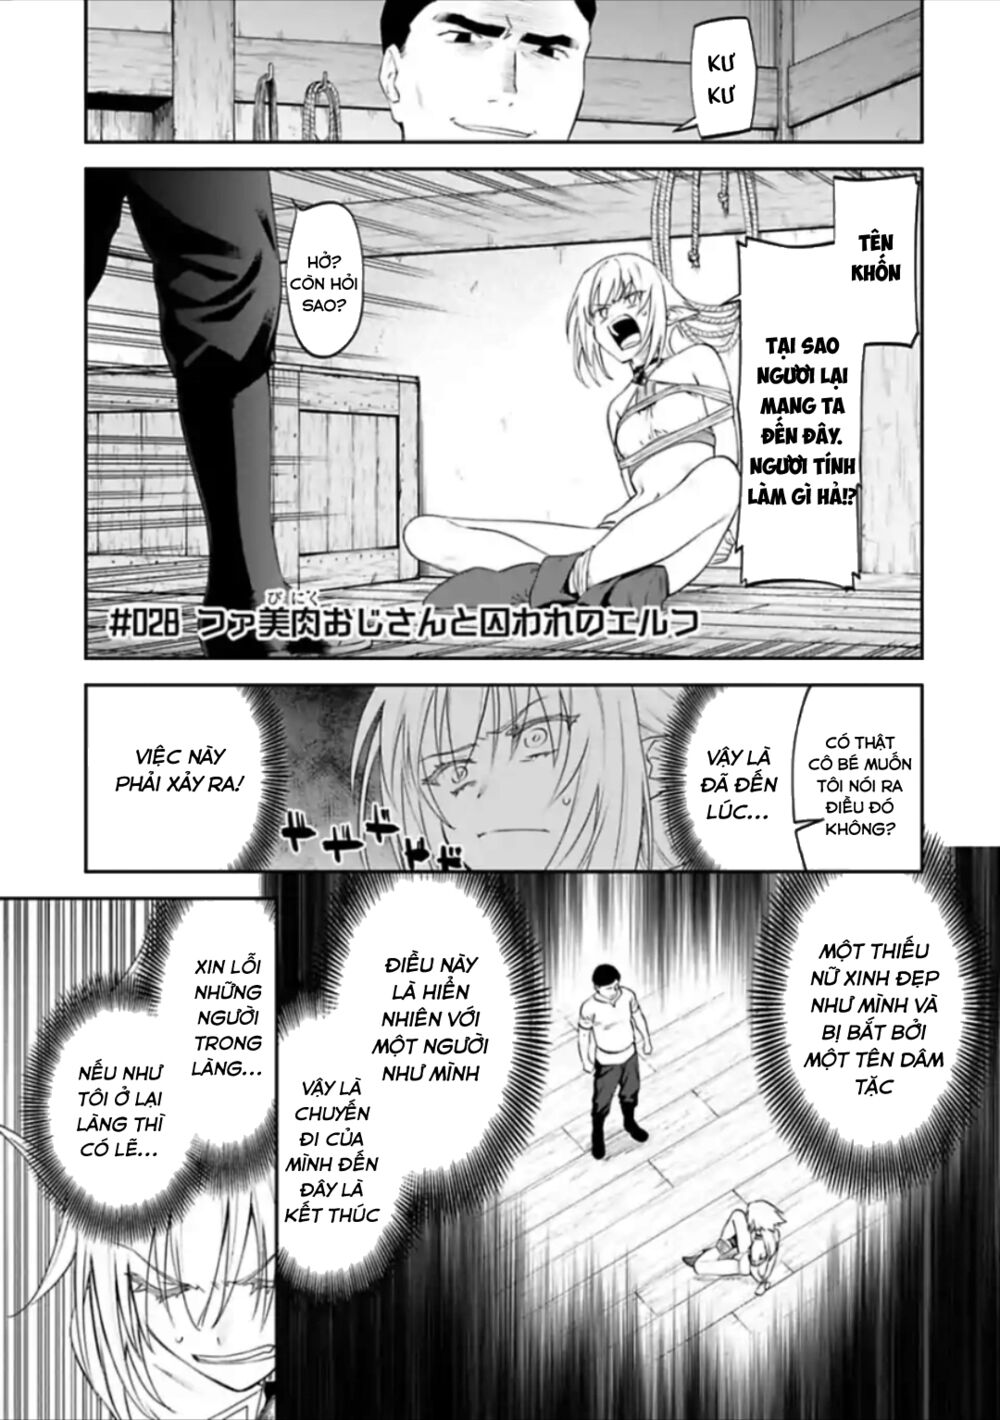 KƯ
KƯ
TÊN
KHỐN
TẠI SAO
NGƯƠI LẠI
MANG TA
ĐẾN ĐÂY.
NGƯƠI TÍNH
LÀM GÌ HẢ!?
HỞ?
CÒN HỎI
SAO?
びにく
#028 ファ美肉おじさんと囚われのエルフ
CÓ THẬT
CÔ BÉ MUỐN
TÔI NÓI RA
ĐIỀU ĐÓ
KHÔNG?
VẬY LÀ
ĐÃ ĐẾN
LÚC...
VIỆC NÀY
PHẢI XẢY RA!
MỘT THIẾU
NỮ XINH ĐẸP
NHƯ MÌNH VÀ
BỊ BẮT BỞI
MỘT TÊN DÂM
TẶC
ĐIỀU NÀY
LÀ HIỂN
NHIÊN VỚI
MỘT NGƯỜI
NHƯ MÌNH
VẬY LÀ
CHUYẾN
ĐI CỦA
MÌNH ĐẾN
ĐÂY LÀ
KẾT THÚC
XIN LỖI
NHỮNG
NGƯỜI
TRONG
LÀNG...
NẾU NHƯ
TÔI Ở LẠI
LÀNG THÌ
CÓ LẼ...